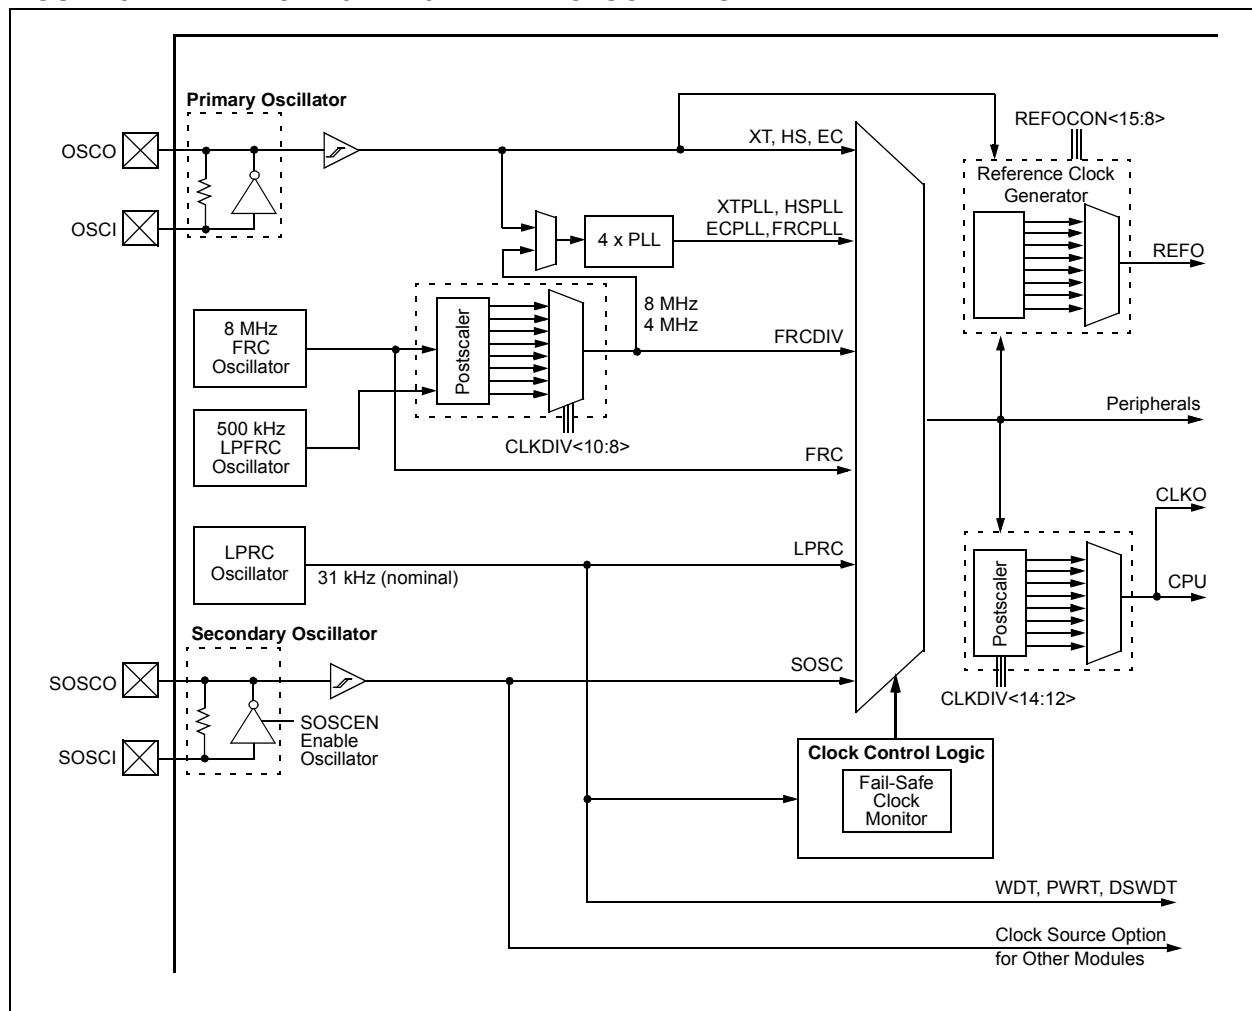 Primary Oscillator
REFOCON<15:8>
OSCO
XT, HS, EC
Reference Clock
Generator
OSCI
XTPLL, HSPLL
ECPLL,FRCPLL
4 x PLL
REFO
8 MHz
FRC
Oscillator
Postscaler
8 MHz
4 MHz
FRCDIV
Peripherals
500 kHz
LPFRC
Oscillator
CLKDIV<10:8>
FRC
CLKO
LPRC
Oscillator
31 kHz (nominal)
LPRC
CPU
Postscaler
Secondary Oscillator
SOSCO
SOSC
CLKDIV<14:12>
SOSCEN
Enable
Oscillator
SOSCI
Clock Control Logic
Fail-Safe
Clock
Monitor
WDT, PWRT, DSWDT
Clock Source Option
for Other Modules